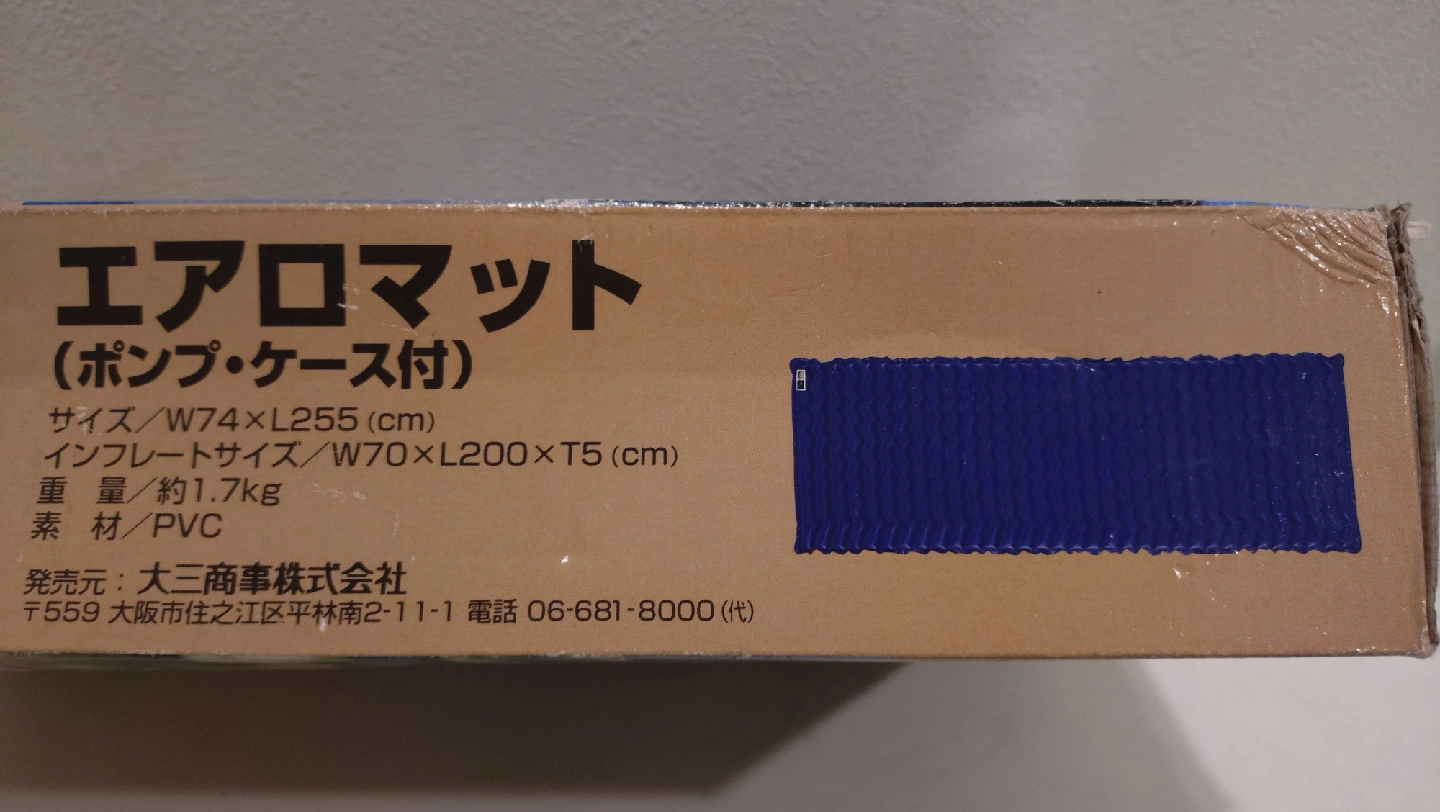 エアロマット
（ポンプ・ケース付）
サイズ／W74×L255(cm)
インフレートサイズ／W70×L200×T5(cm)
重　量／約1.7kg
素　材／PVC
発売元：大三商事株式会社
〒559 大阪市住之江区平林南2-11-1 電話 06-681-8000(代)